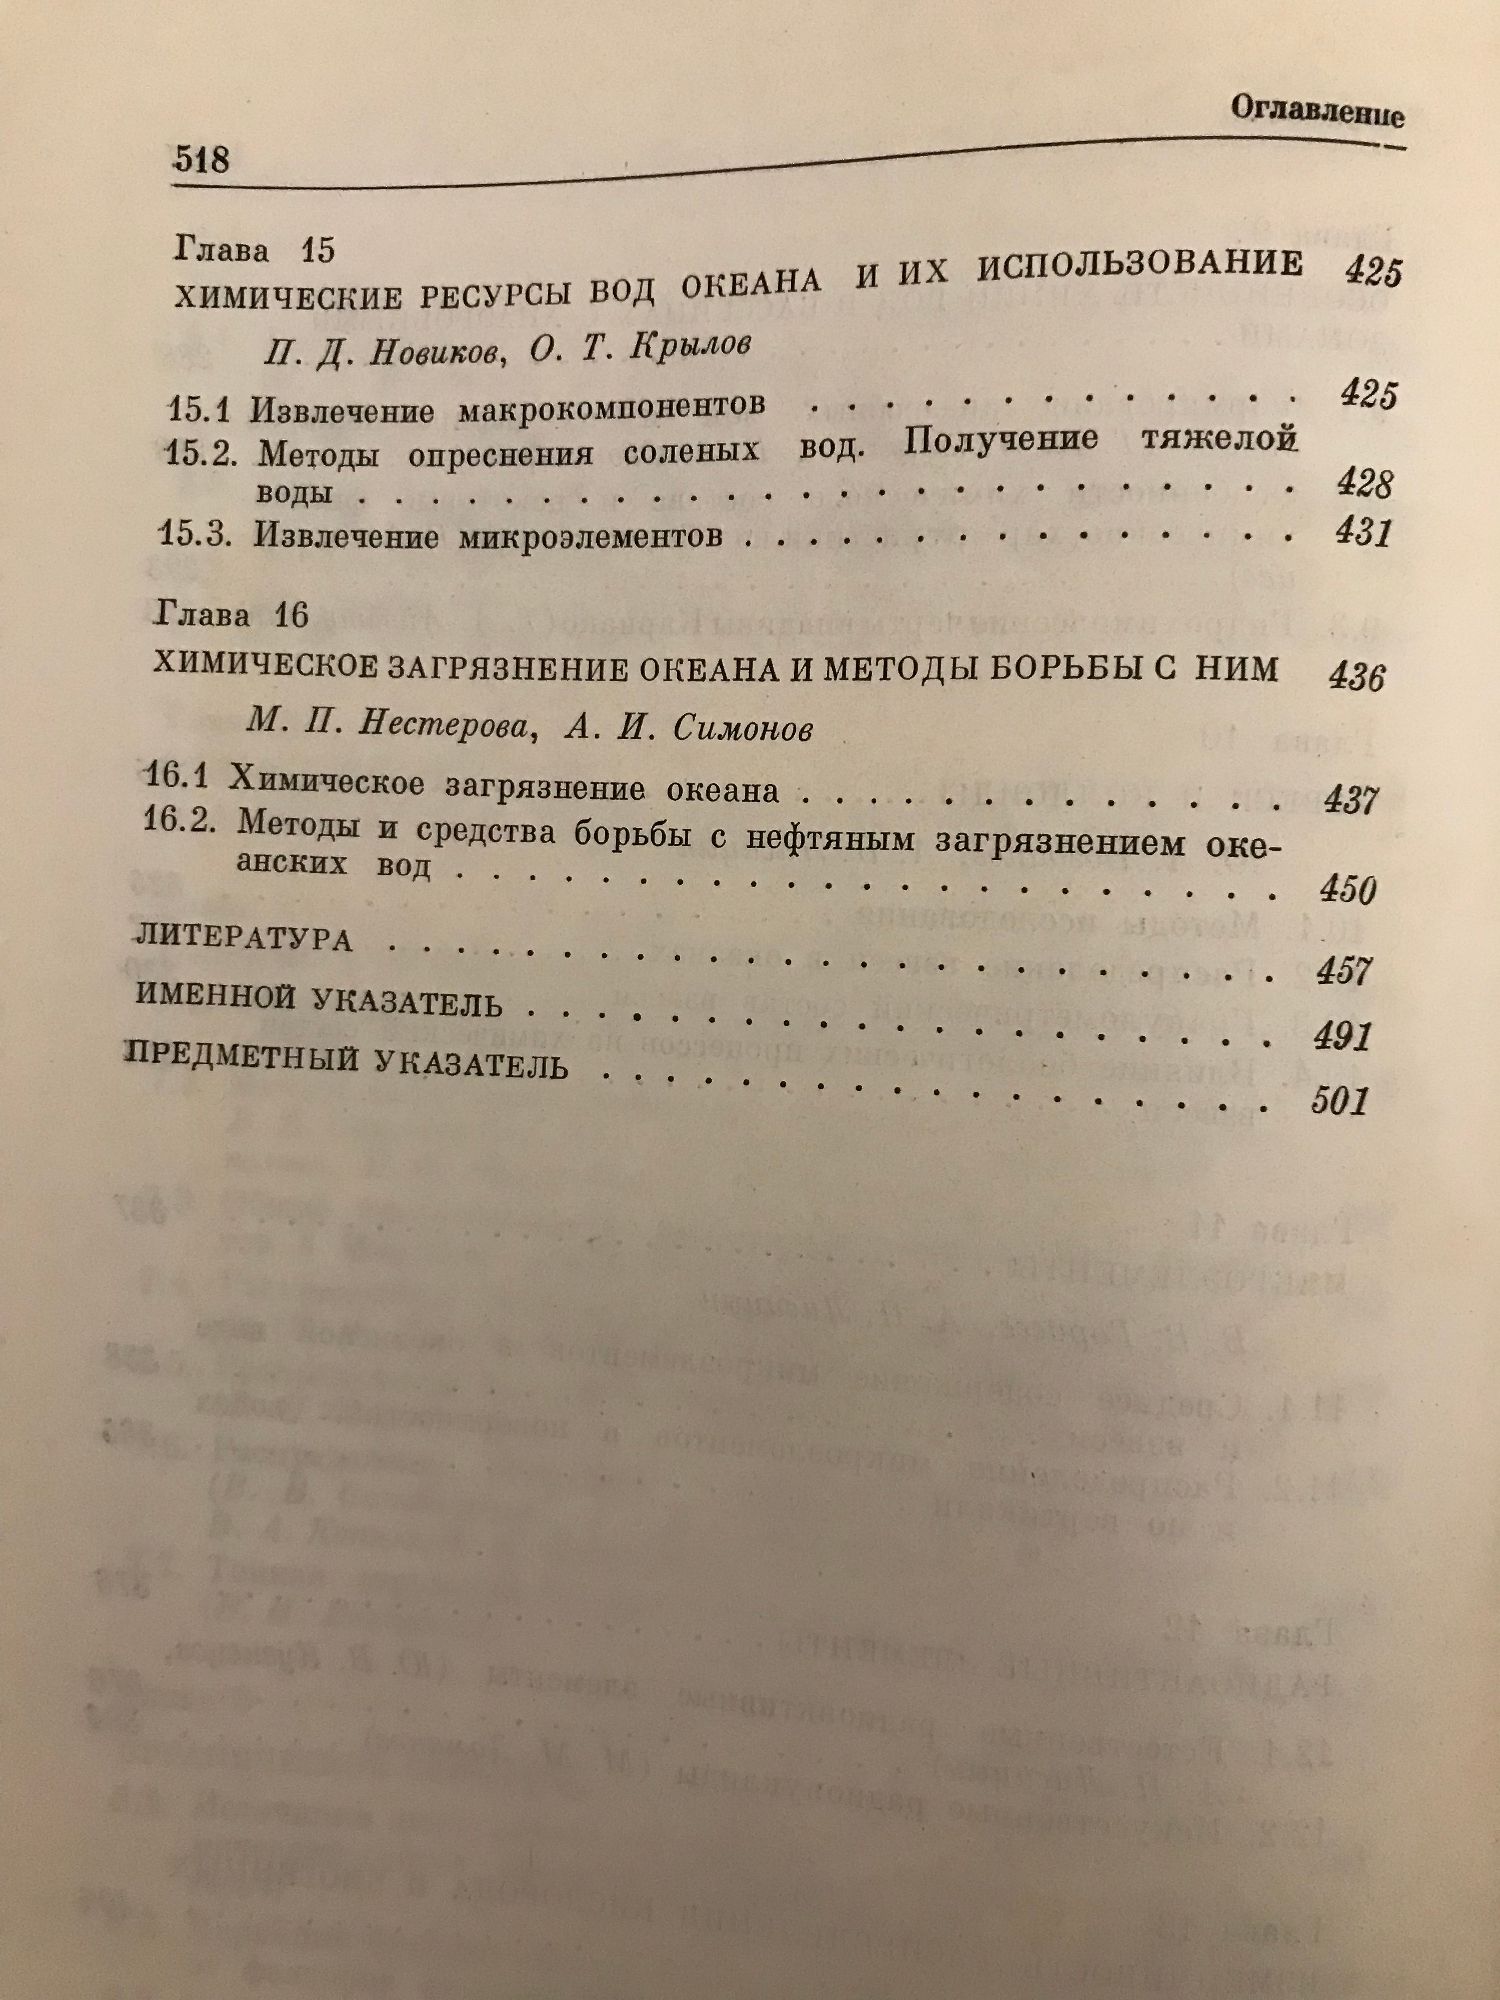 Оглавление
518
Глава 15
ХИМИЧЕСКИЕ РЕСУРСЫ ВОД ОКЕАНА И ИХ ИСПОЛЬЗОВАНИЕ 425
П. Д. Новиков, О. Т. Крылов
15.1 Извлечение макрокомпонентов . . . . . . . . . . . . . 425
15.2. Методы опреснения соленых вод. Получение тяжелой
воды . . . . . . . . . . . . . . . . . . . . . . . . . 428
15.3. Извлечение микроэлементов . . . . . . . . . . . . . . 431
Глава 16
ХИМИЧЕСКОЕ ЗАГРЯЗНЕНИЕ ОКЕАНА И МЕТОДЫ БОРЬБЫ С НИМ 436
М. П. Нестерова, А. И. Симонов
16.1 Химическое загрязнение океана . . . . . . . . . . . . 437
16.2. Методы и средства борьбы с нефтяным загрязнением оке-
анских вод . . . . . . . . . . . . . . . . . . . . . . 450
ЛИТЕРАТУРА . . . . . . . . . . . . . . . . . . . . . . . 457
ИМЕННОЙ УКАЗАТЕЛЬ . . . . . . . . . . . . . . . . . . . 491
ПРЕДМЕТНЫЙ УКАЗАТЕЛЬ . . . . . . . . . . . . . . . . . 501